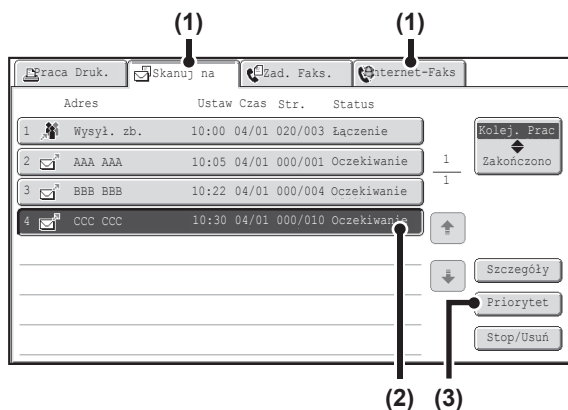 (1) (1)
Praca Druk. Skanuj na Zad. Faks. Internet-Faks
Adres Ustaw Czas Str. Status
1 Wysył. zb. 10:00 04/01 020/003 Łączenie
Kolej. Prac
Zakończono
2 AAA AAA 10:05 04/01 000/001 Oczekiwanie
1
1
3 BBB BBB 10:22 04/01 000/004 Oczekiwanie
4 CCC CCC 10:30 04/01 000/010 Oczekiwanie
Szczegóły
Priorytet
Stop/Usuń
(2) (3)